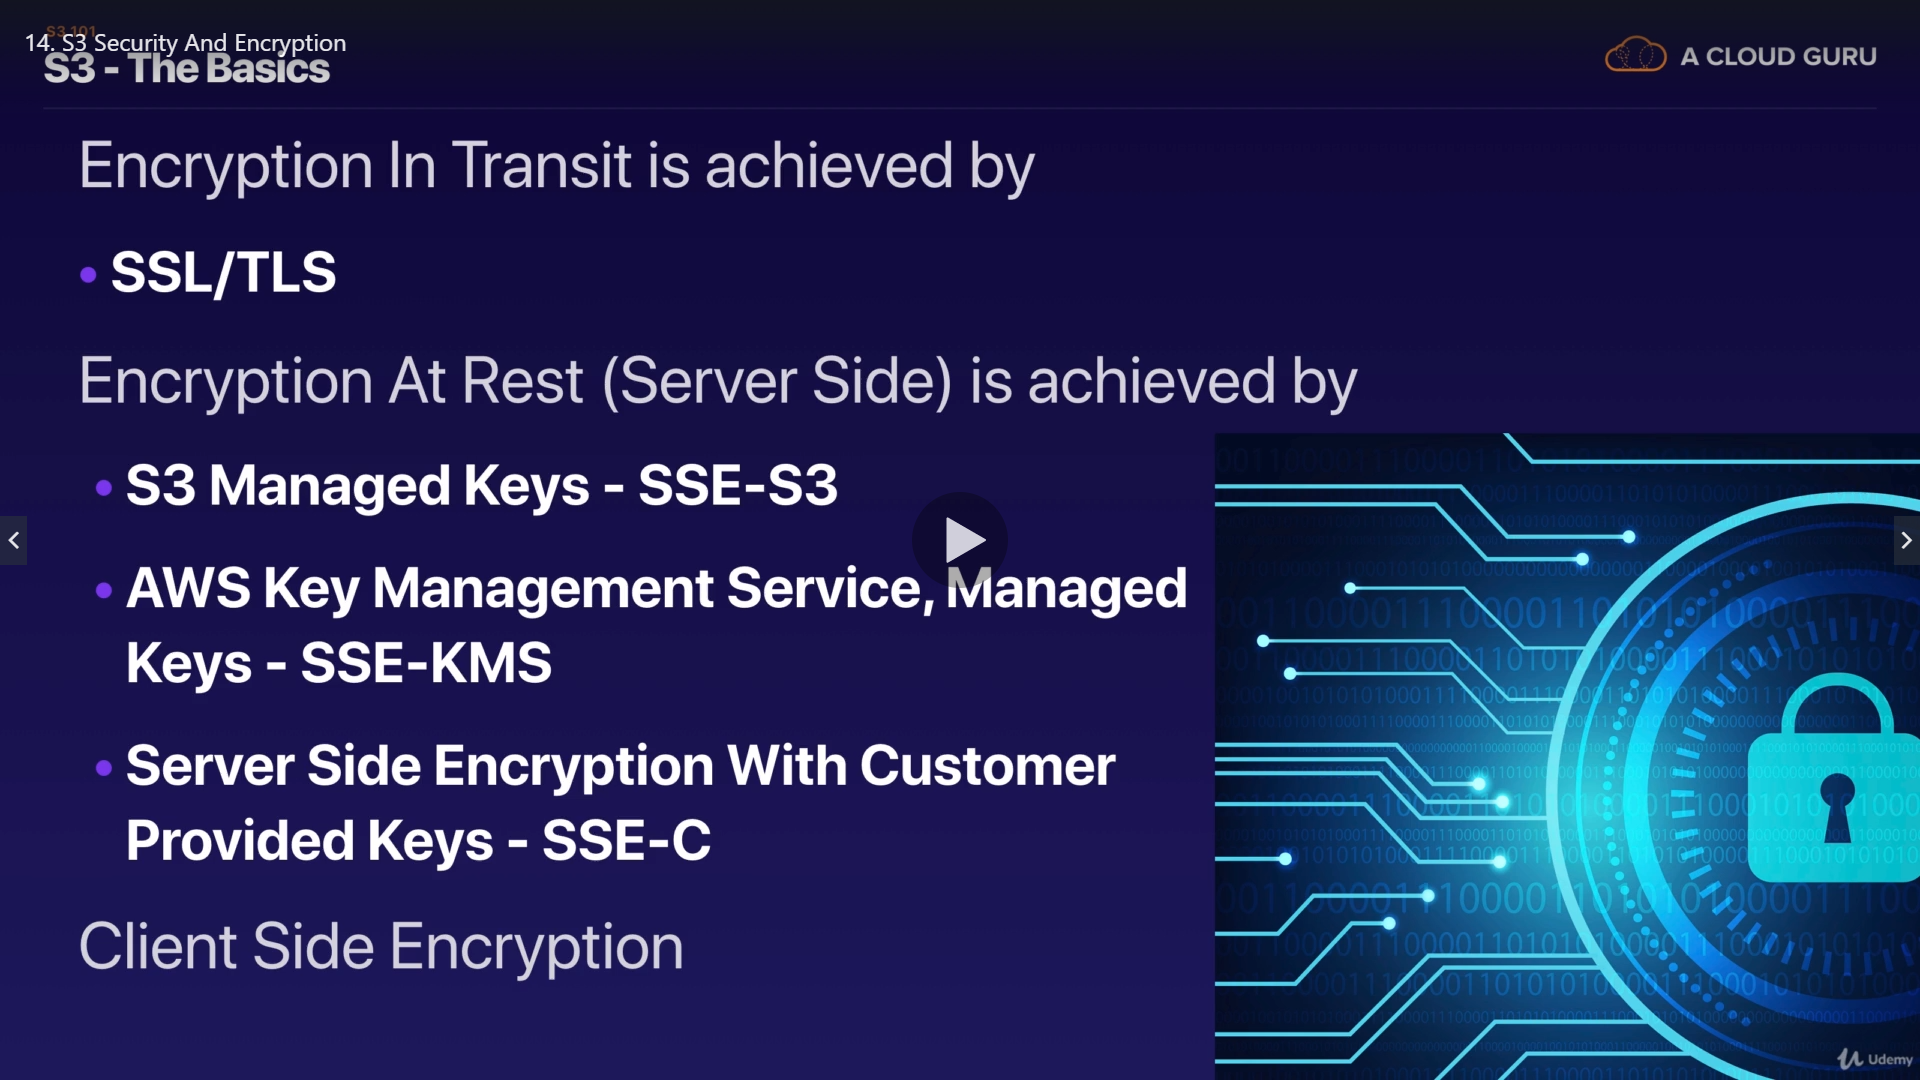 S3 101
14. S3 Security And Encryption
S3 - The Basics
A CLOUD GURU
Encryption In Transit is achieved by
• SSL/TLS
Encryption At Rest (Server Side) is achieved by
• S3 Managed Keys - SSE-S3
• AWS Key Management Service, Managed
Keys - SSE-KMS
• Server Side Encryption With Customer
Provided Keys - SSE-C
Client Side Encryption
Udemy